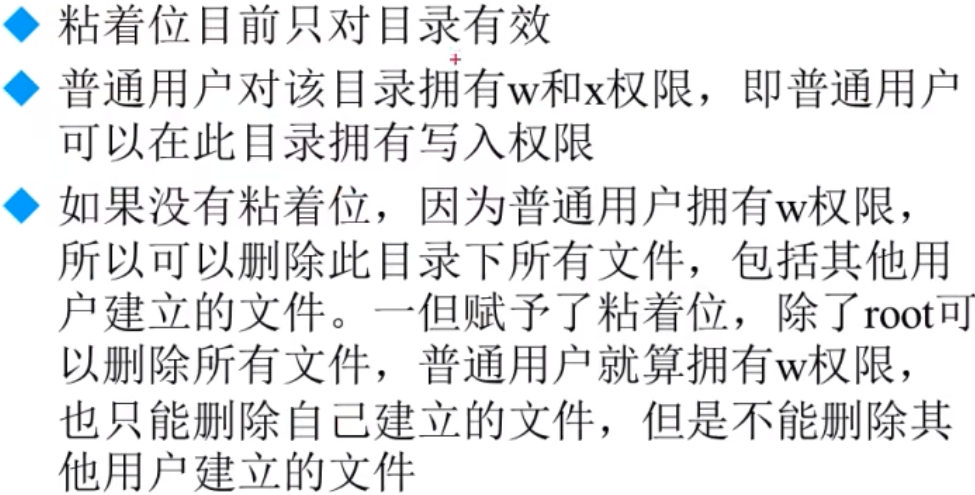 粘着位目前只对目录有效
普通用户对该目录拥有w和x权限，即普通用户
可以在此目录拥有写入权限
如果没有粘着位，因为普通用户拥有w权限，
所以可以删除此目录下所有文件，包括其他用
户建立的文件。一但赋予了粘着位，除了root可
以删除所有文件，普通用户就算拥有w权限，
也只能删除自己建立的文件，但是不能删除其
他用户建立的文件